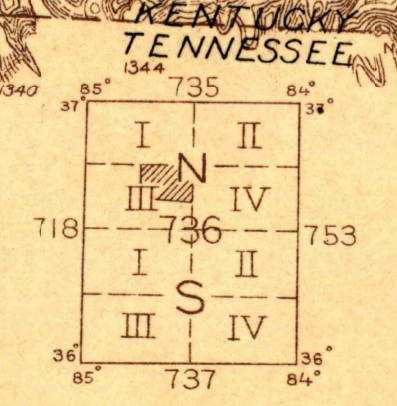 KENTUCKY
TENNESSEE
1340
1344
85° 735 84°
37° 37°
I II
N
III IV
718 736 753
I II
S
III IV
36° 36°
85° 737 84°